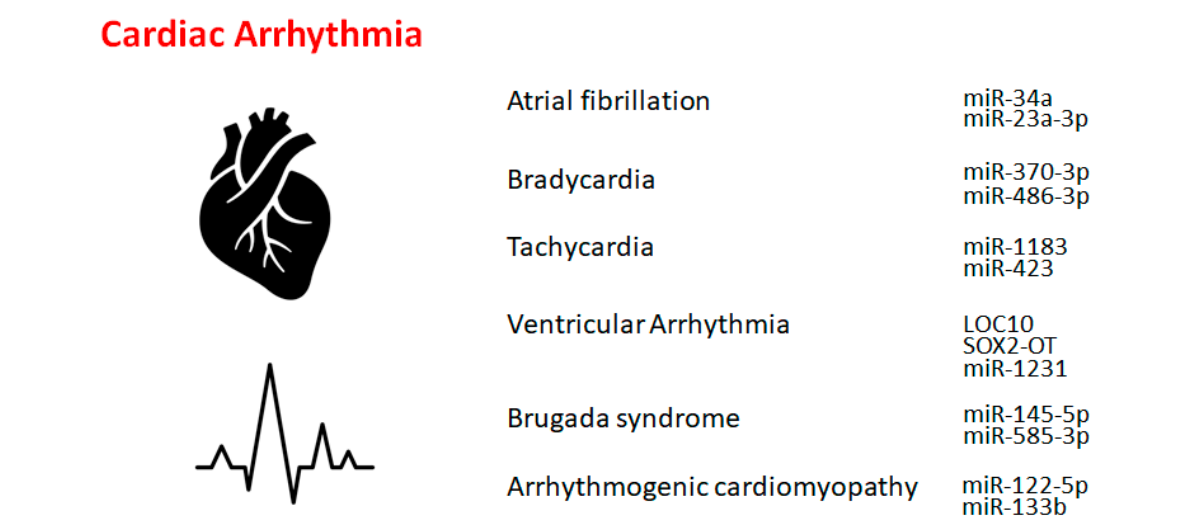 Cardiac Arrhythmia
Atrial fibrillation
miR-34a
miR-23a-3p
Bradycardia
miR-370-3p
miR-486-3p
Tachycardia
miR-1183
miR-423
Ventricular Arrhythmia
LOC10
SOX2-OT
miR-1231
Brugada syndrome
miR-145-5p
miR-585-3p
Arrhythmogenic cardiomyopathy
miR-122-5p
miR-133b